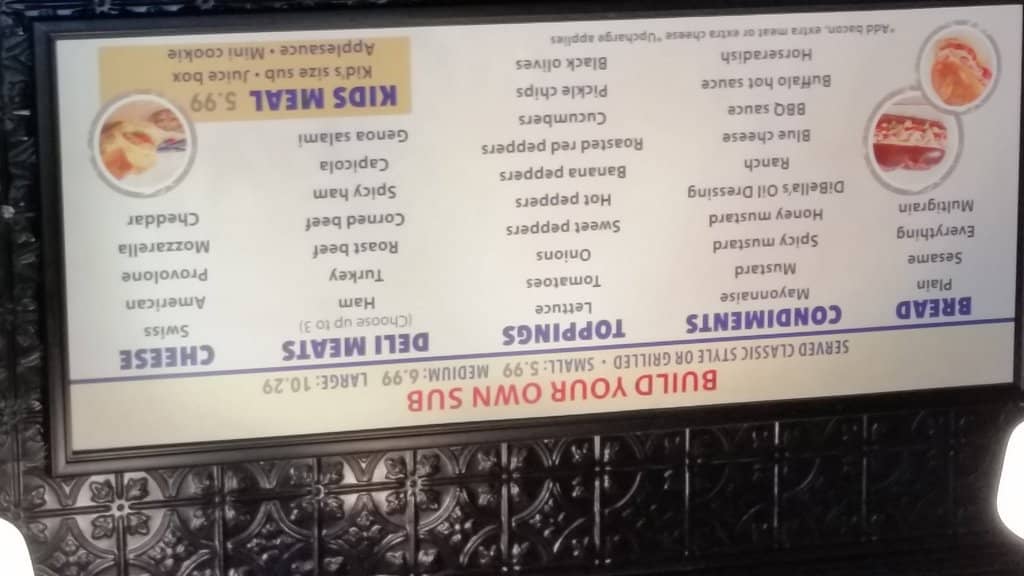 BUILD YOUR OWN SUB
SERVED CLASSIC STYLE OR GRILLED • SMALL: 5.99 MEDIUM: 6.99 LARGE: 10.29
BREAD
Plain
Sesame
Everything
Multigrain
CONDIMENTS
Mayonnaise
Mustard
Spicy mustard
Honey mustard
DiBella's Oil Dressing
Ranch
Blue cheese
BBQ sauce
Buffalo hot sauce
Horseradish
TOPPINGS
Lettuce
Tomatoes
Onions
Sweet peppers
Hot peppers
Banana peppers
Roasted red peppers
Cucumbers
Pickle chips
Black olives
DELI MEATS
(Choose up to 3)
Ham
Turkey
Roast beef
Corned beef
Spicy ham
Capicola
Genoa salami
CHEESE
Swiss
American
Provolone
Mozzarella
Cheddar
KIDS MEAL 5.99
Kid's size sub • Juice box
Applesauce • Mini cookie
*Add bacon, extra meat or extra cheese *Upcharge applies